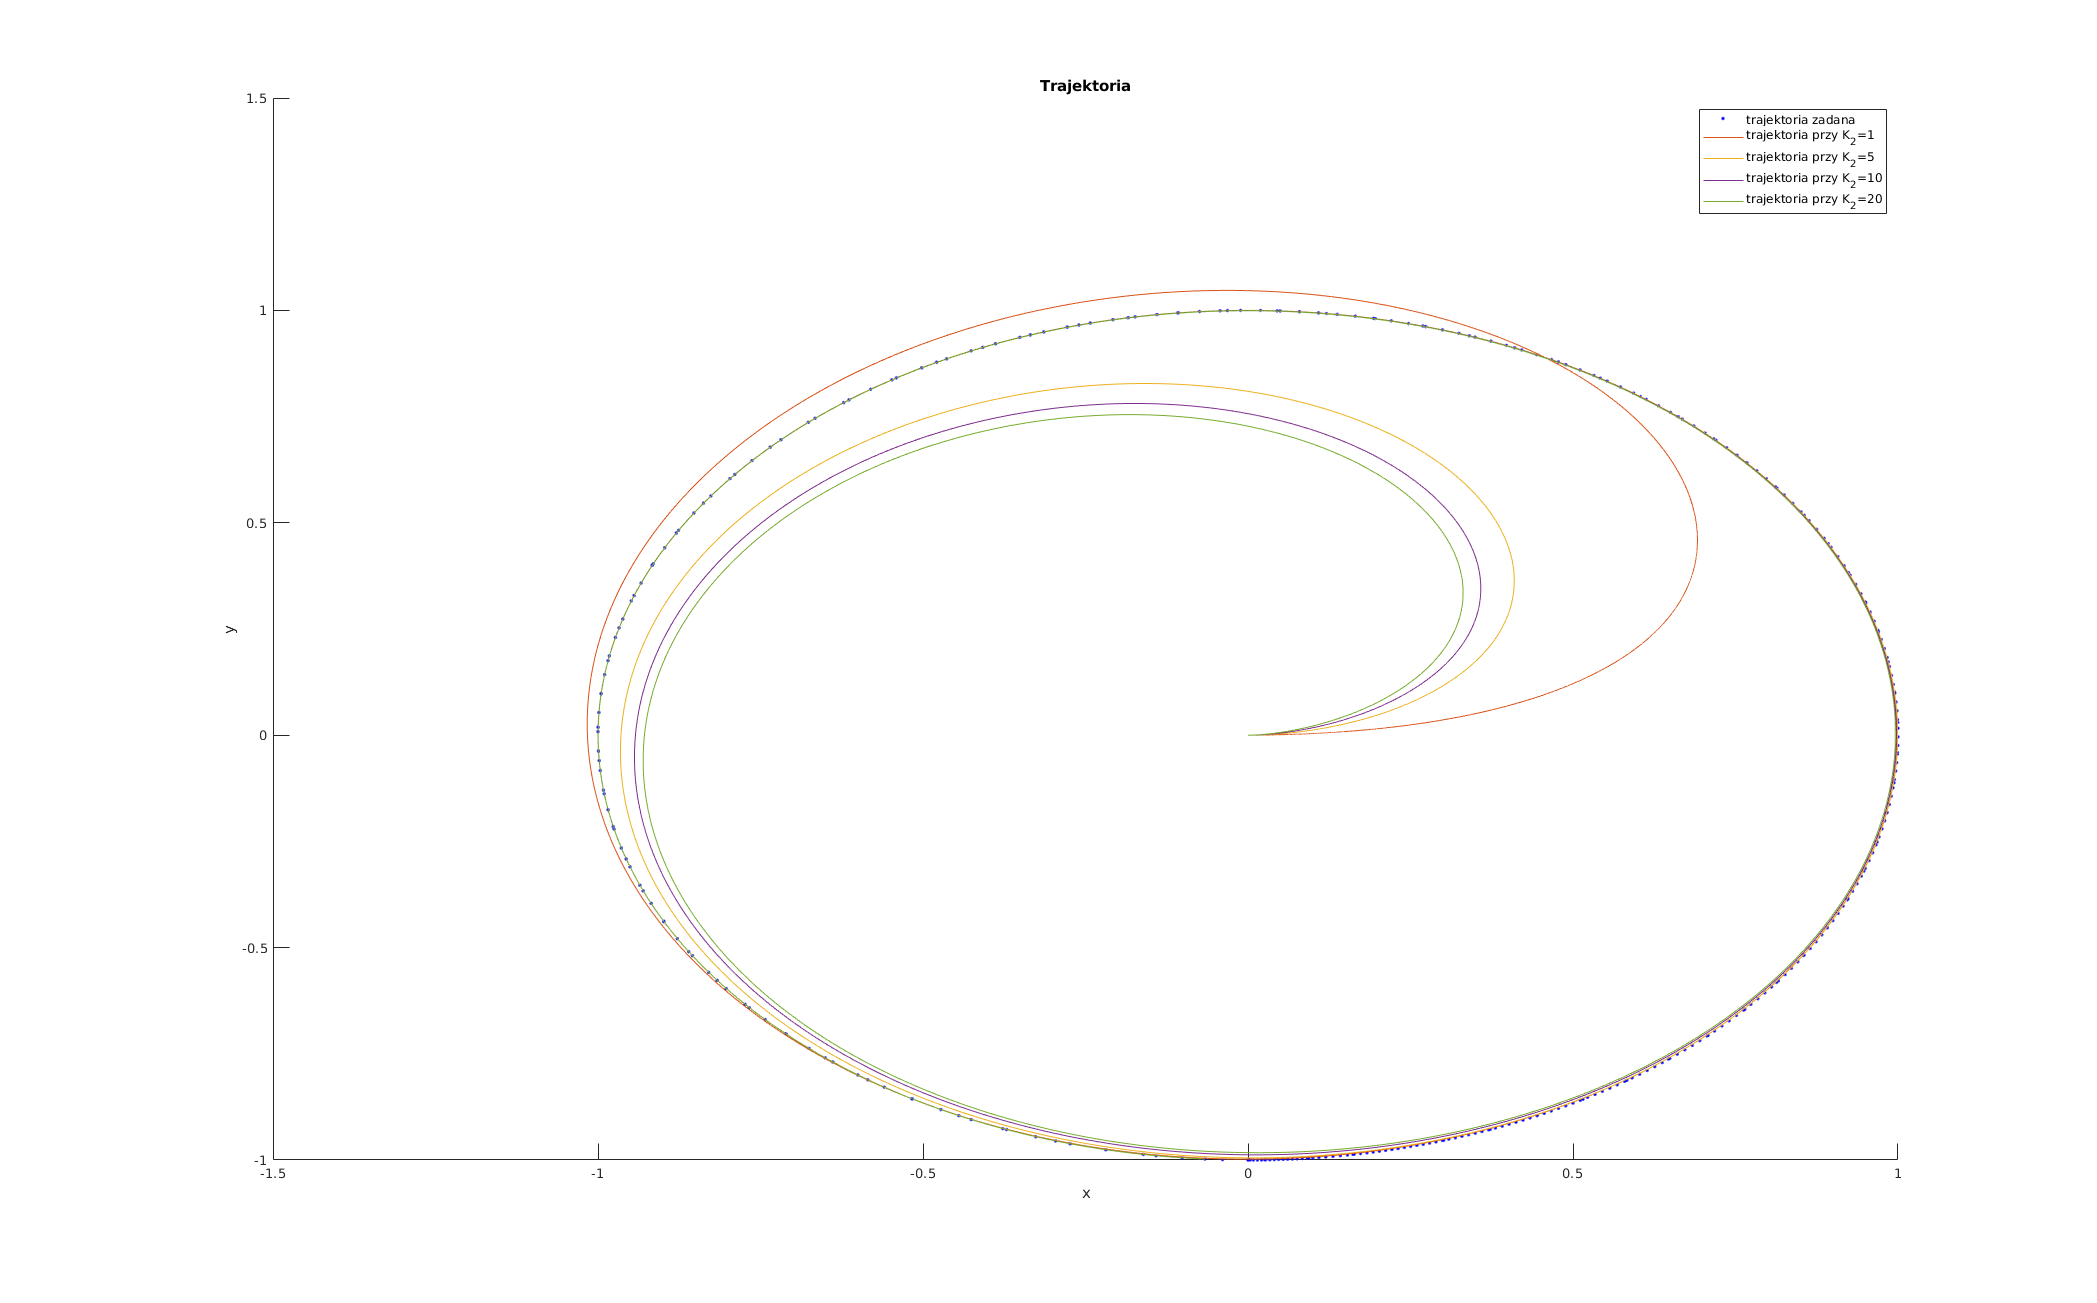 Trajektoria
trajektoria zadana
trajektoria przy K2=1
trajektoria przy K2=5
trajektoria przy K2=10
trajektoria przy K2=20
1.5
1
0.5
0
-0.5
-1
y
-1.5
-1
-0.5
0
0.5
1
x